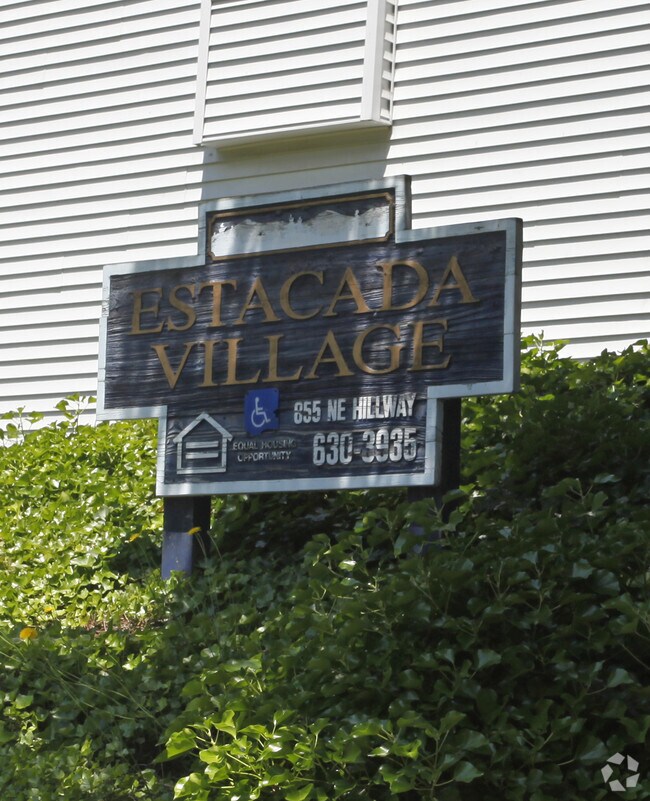 ESTACADA
VILLAGE
855 NE HILLWAY
EQUAL HOUSING
OPPORTUNITY
630-3935